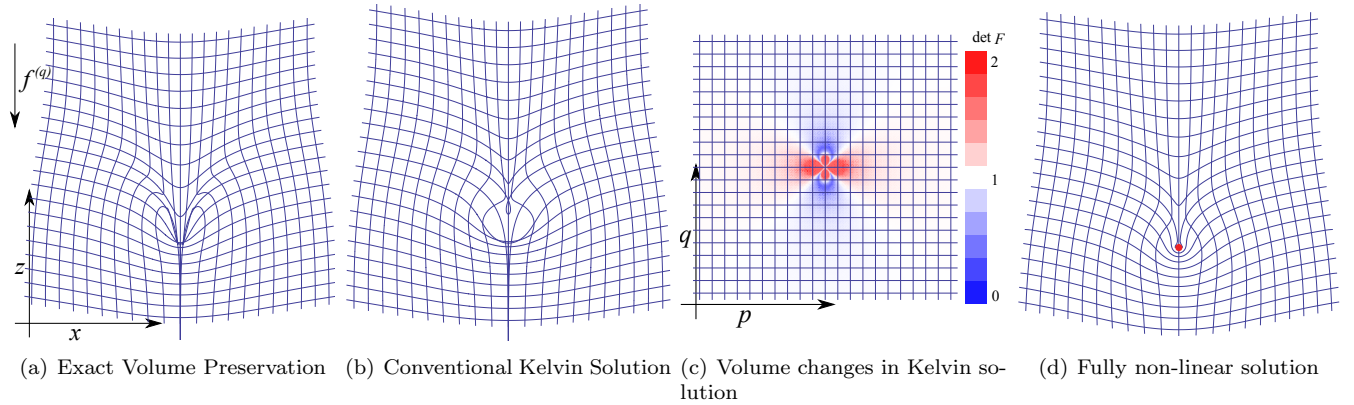 f(q)
z
x
q
p
det F
2
1
0
(a) Exact Volume Preservation
(b) Conventional Kelvin Solution
(c) Volume changes in Kelvin so-
lution
(d) Fully non-linear solution